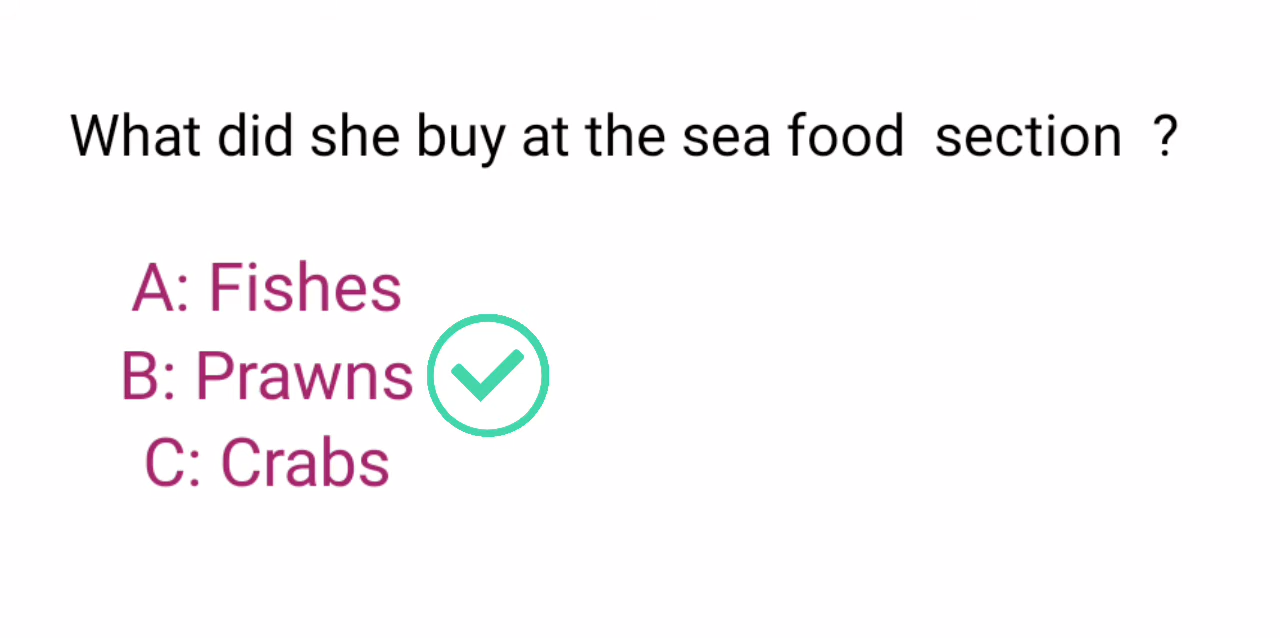 What did she buy at the sea food section ?
A: Fishes
B: Prawns
C: Crabs